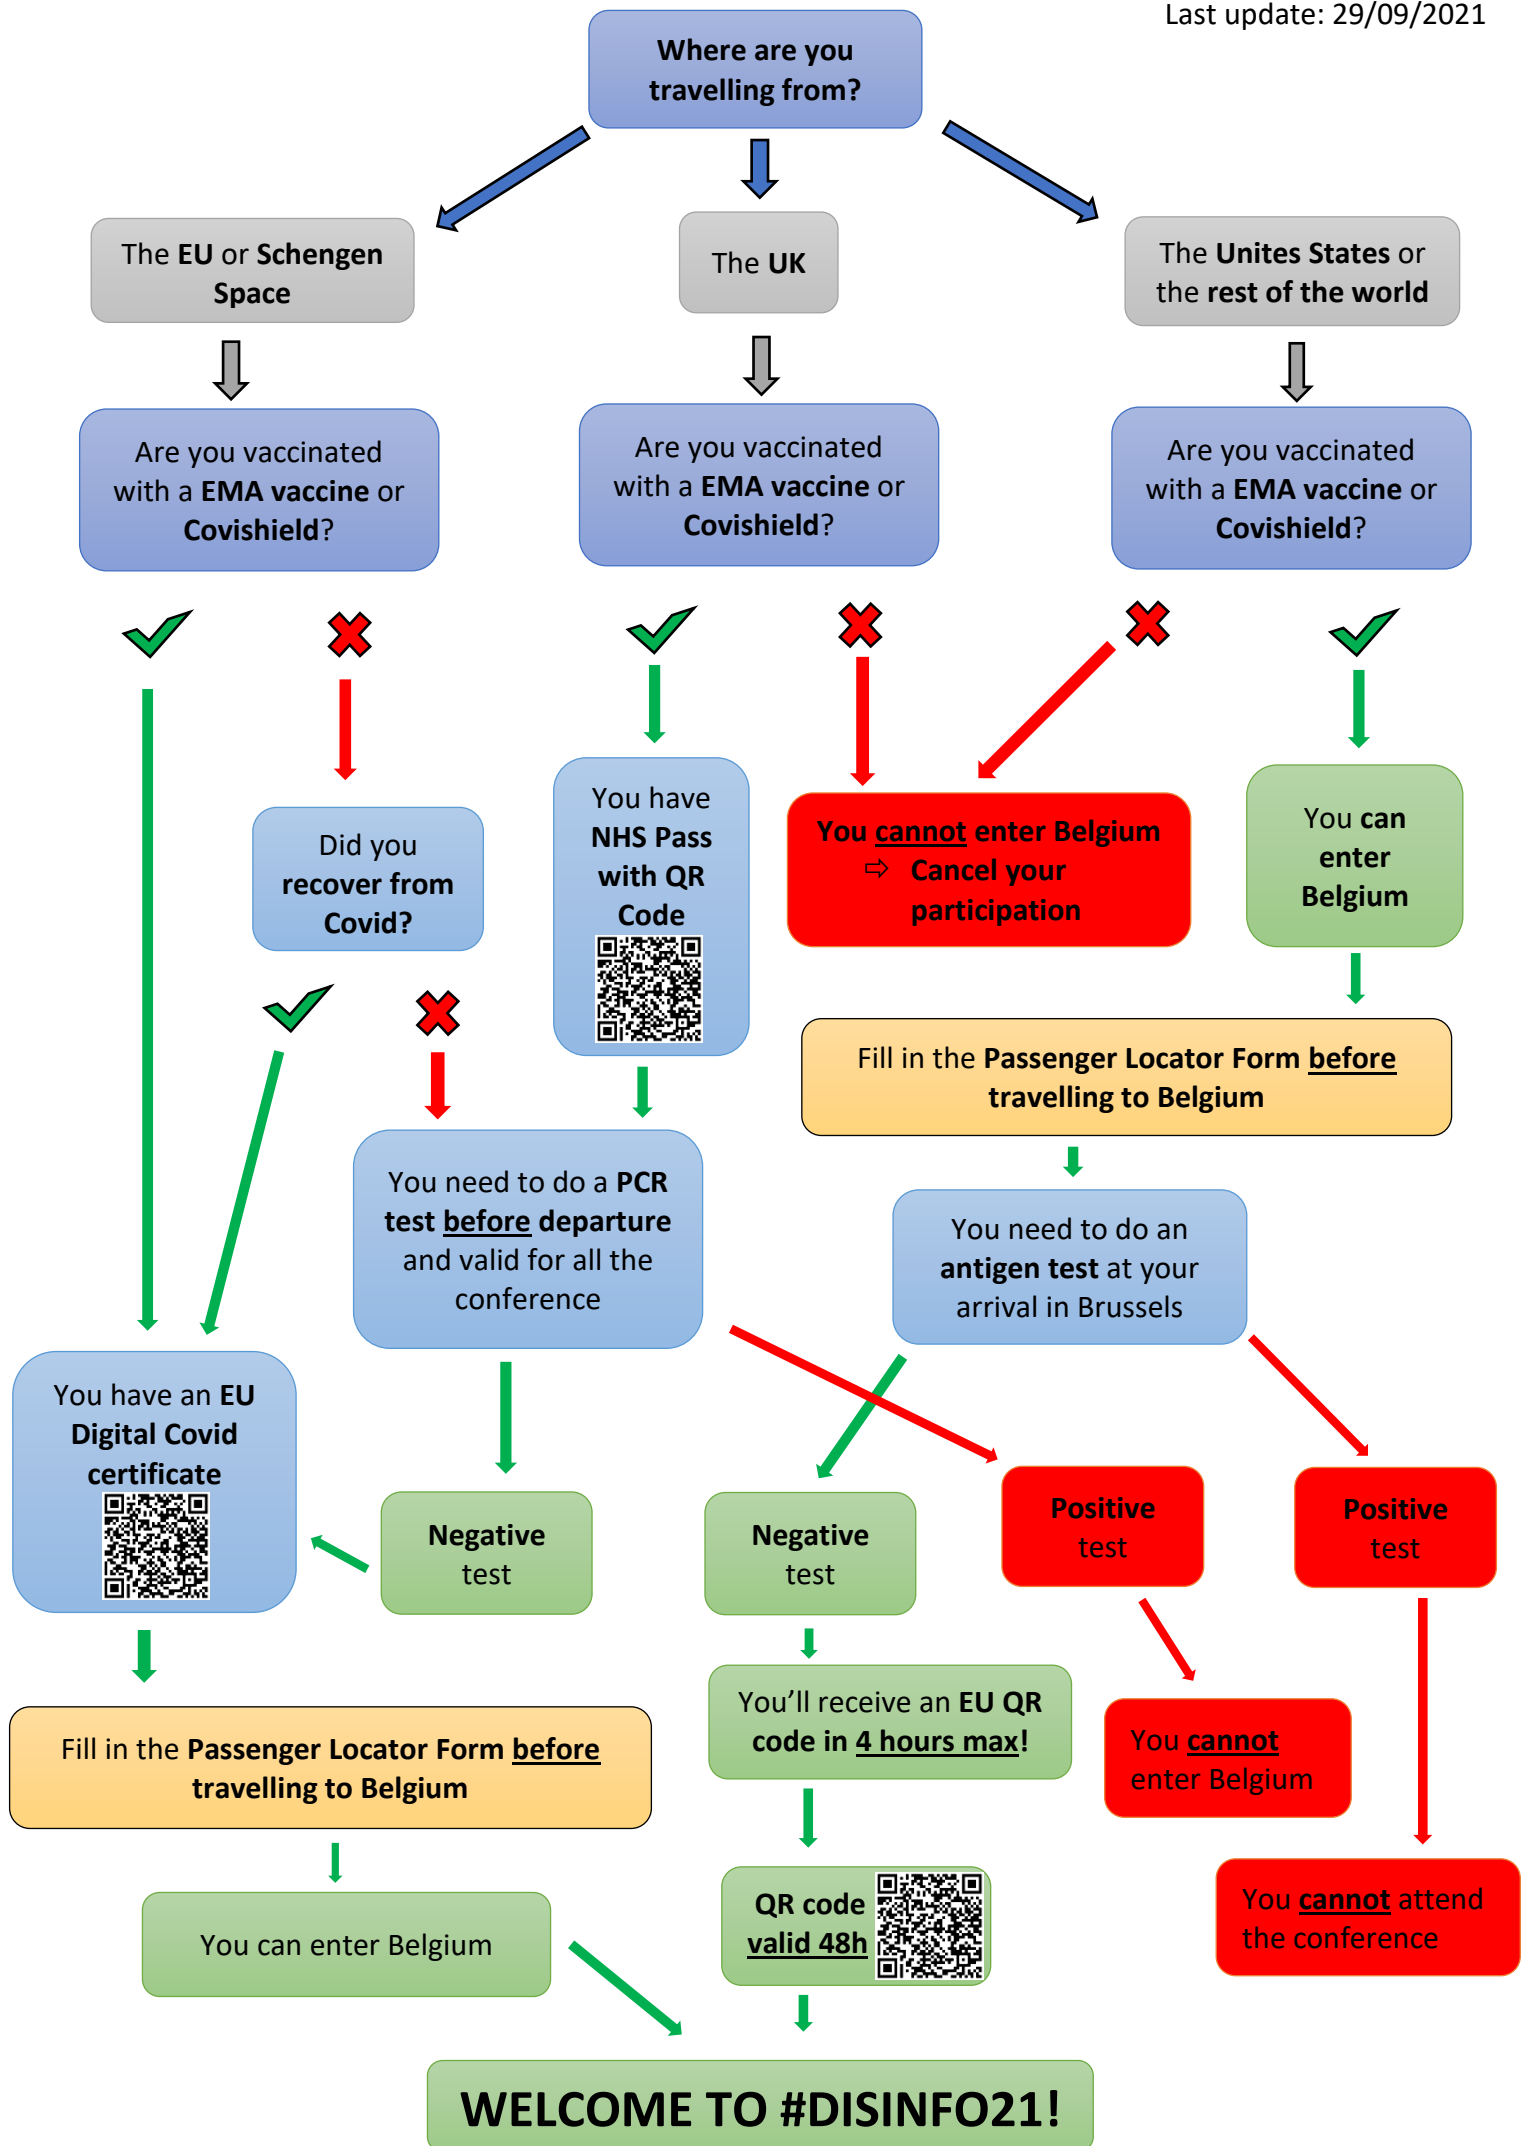 Last update: 29/09/2021
Where are you
travelling from?
The EU or Schengen
Space
The UK
The Unites States or
the rest of the world
Are you vaccinated
with a EMA vaccine or
Covishield?
Are you vaccinated
with a EMA vaccine or
Covishield?
Are you vaccinated
with a EMA vaccine or
Covishield?
Did you
recover from
Covid?
You have
NHS Pass
with QR
Code
You cannot enter Belgium
⇨ Cancel your
participation
You can
enter
Belgium
Fill in the Passenger Locator Form before
travelling to Belgium
You need to do a PCR
test before departure
and valid for all the
conference
You need to do an
antigen test at your
arrival in Brussels
You have an EU
Digital Covid
certificate
Negative
test
Negative
test
Positive
test
Positive
test
You'll receive an EU QR
code in 4 hours max!
Fill in the Passenger Locator Form before
travelling to Belgium
You cannot
enter Belgium
QR code
valid 48h
You cannot attend
the conference
You can enter Belgium
WELCOME TO #DISINFO21!